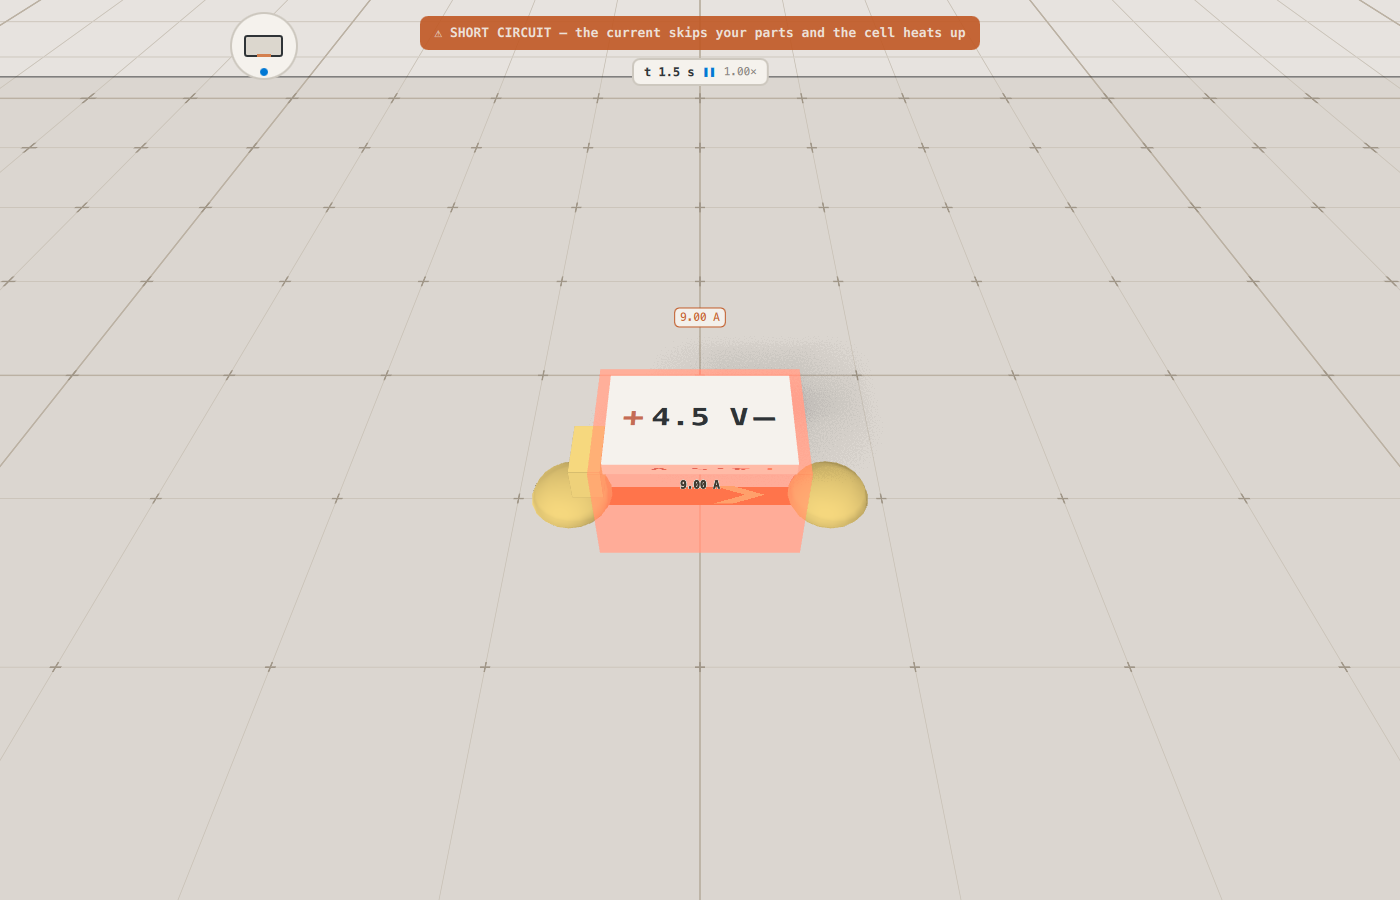 ⚠ SHORT CIRCUIT — the current skips your parts and the cell heats up
t 1.5 s 1.00×
9.00 A
+ 4.5 V −
9.00 A